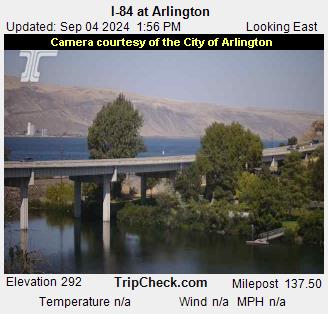 I-84 at Arlington
Updated: Sep 04 2024 1:56 PM Looking East
Camera courtesy of the City of Arlington
Elevation 292 TripCheck.com Milepost 137.50
Temperature n/a Wind n/a MPH n/a